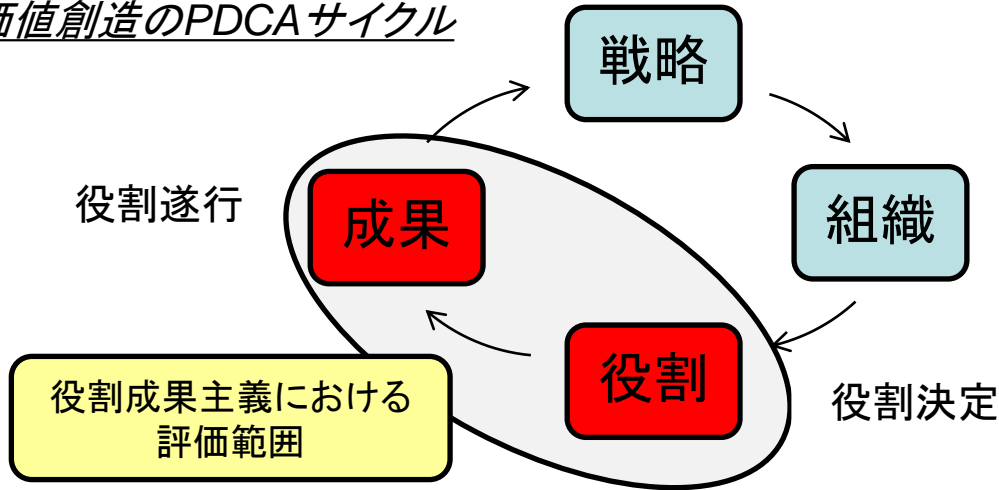 価値創造のPDCAサイクル
戦略
役割遂行
成果
組織
役割
役割成果主義における
評価範囲
役割決定